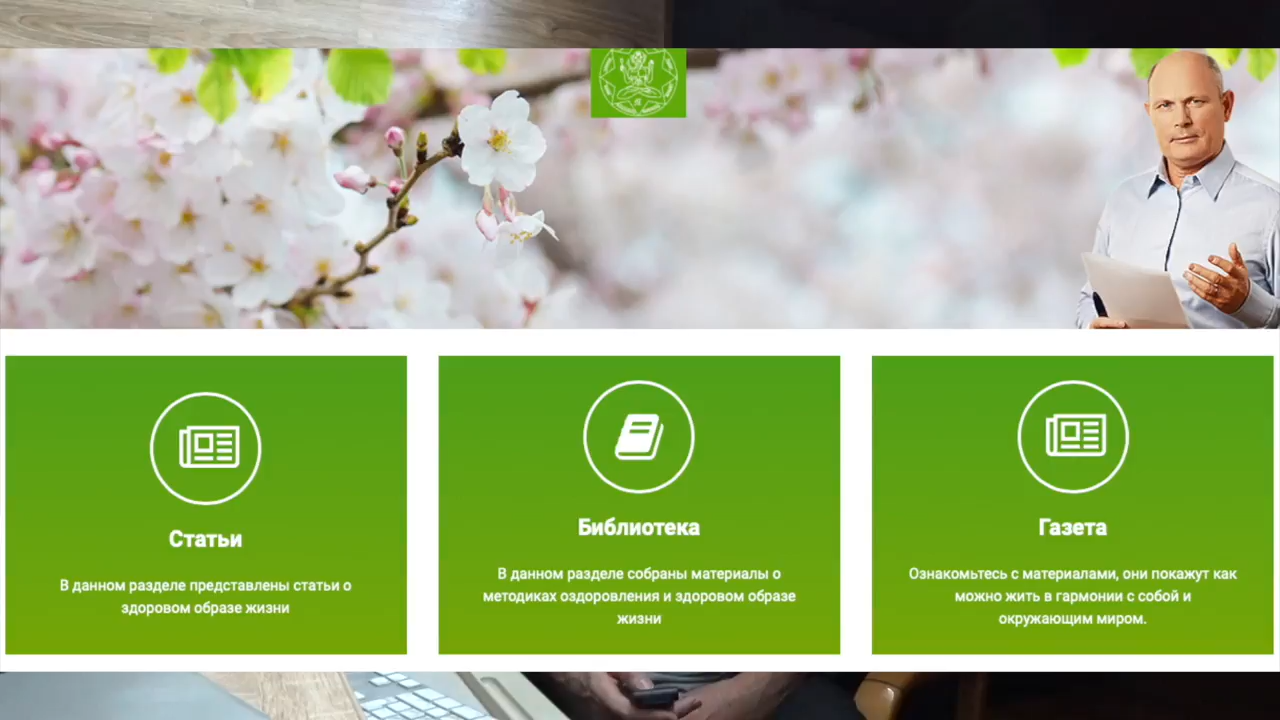 Статьи
В данном разделе представлены статьи о
здоровом образе жизни
Библиотека
В данном разделе собраны материалы о
методиках оздоровления и здоровом образе
жизни
Газета
Ознакомьтесь с материалами, они покажут как
можно жить в гармонии с собой и
окружающим миром.